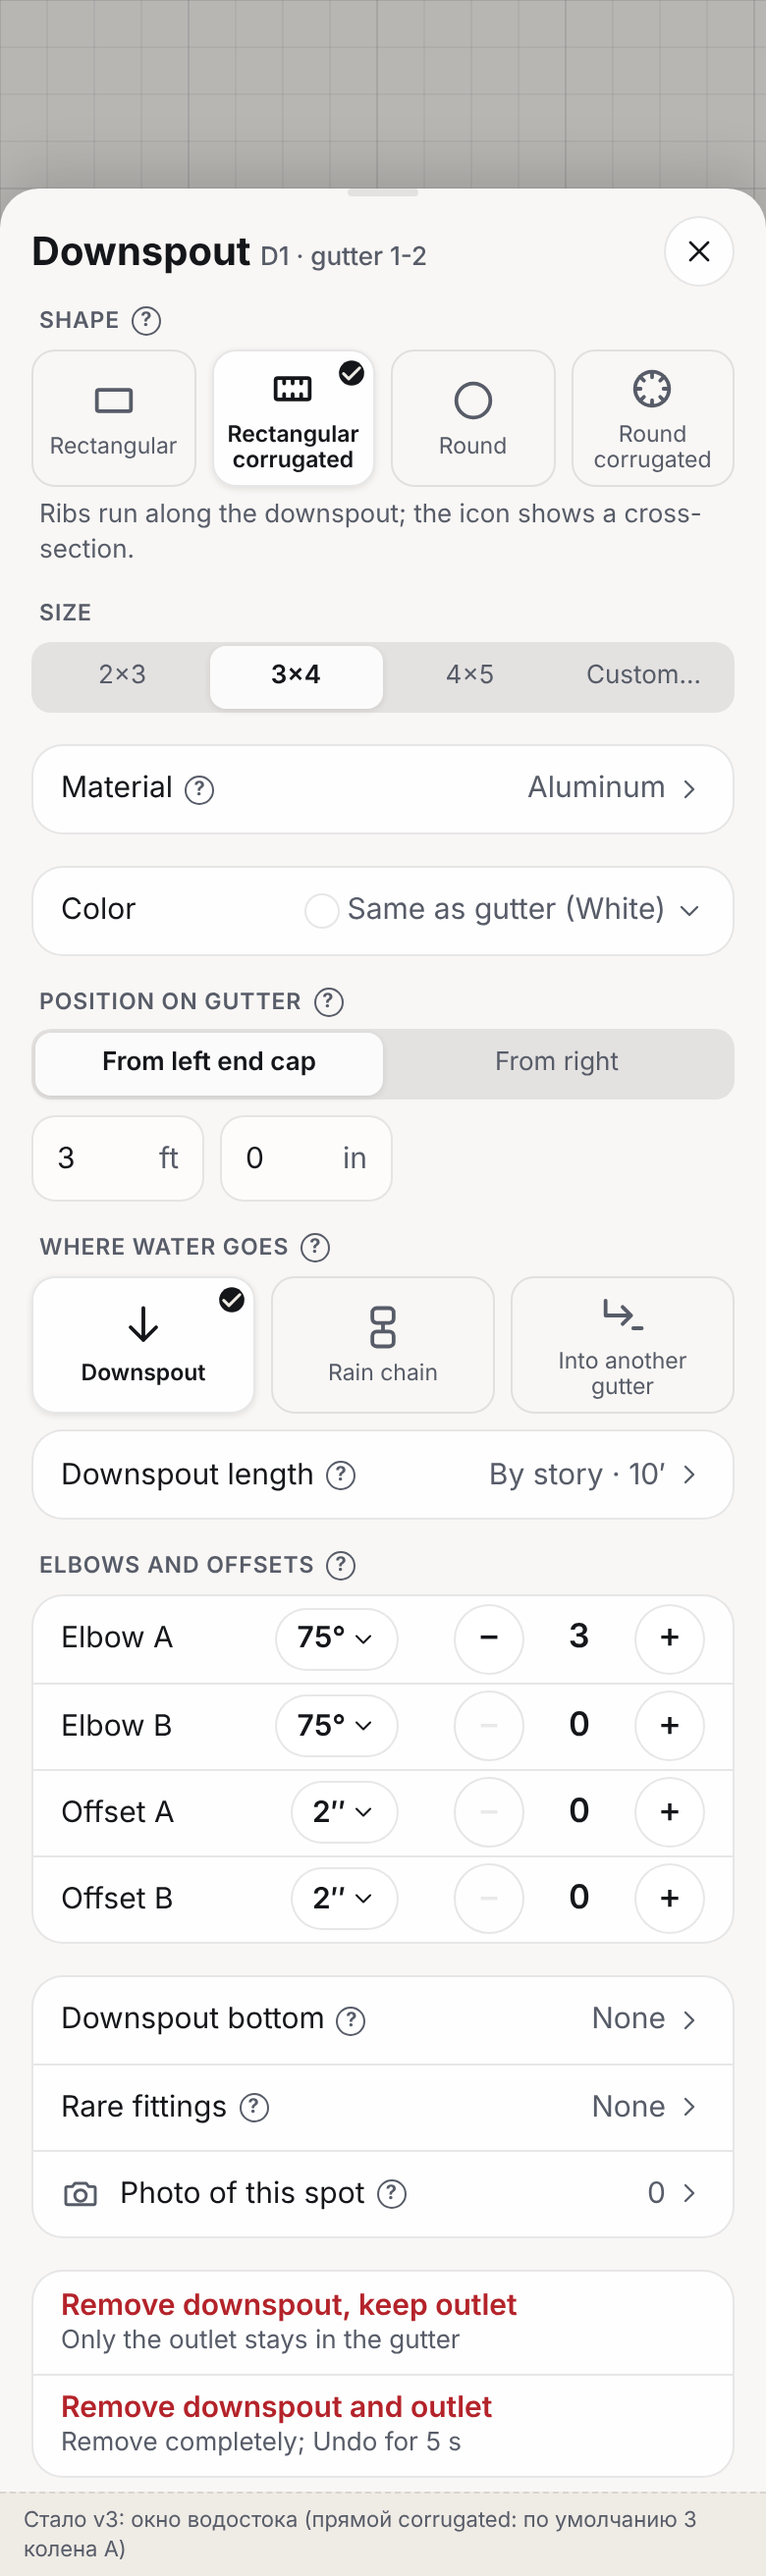 Downspout D1 · gutter 1-2
SHAPE ?
Rectangular
Rectangular
corrugated
Round
Round
corrugated
Ribs run along the downspout; the icon shows a cross-
section.
SIZE
2×3 3×4 4×5 Custom...
Material ? Aluminum
Color Same as gutter (White)
POSITION ON GUTTER ?
From left end cap From right
3 ft 0 in
WHERE WATER GOES ?
Downspout
Rain chain
Into another
gutter
Downspout length ? By story · 10′
ELBOWS AND OFFSETS ?
Elbow A 75° − 3 +
Elbow B 75° − 0 +
Offset A 2″ − 0 +
Offset B 2″ − 0 +
Downspout bottom ? None
Rare fittings ? None
Photo of this spot ? 0
Remove downspout, keep outlet
Only the outlet stays in the gutter
Remove downspout and outlet
Remove completely; Undo for 5 s
Стало v3: окно водостока (прямой corrugated: по умолчанию 3
колена A)